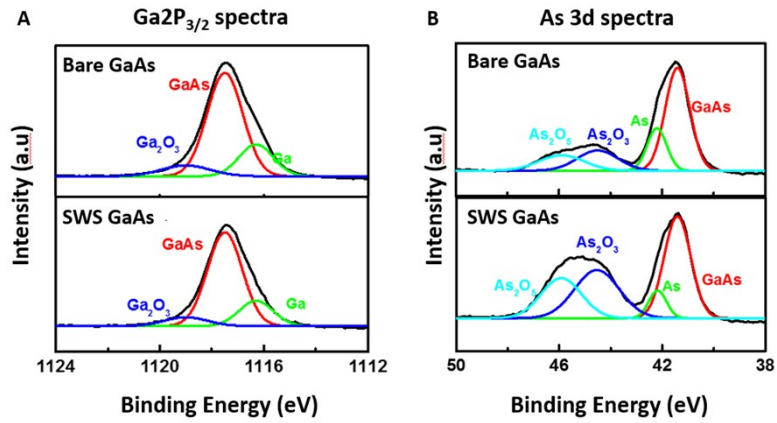 A
Ga2P3/2 spectra
Bare GaAs
GaAs
Ga2O3
Ga
SWS GaAs
GaAs
Ga2O3
Ga
1124
1120
1116
1112
Intensity (a.u)
Binding Energy (eV)
B
As 3d spectra
Bare GaAs
GaAs
As
As2O5
As2O3
SWS GaAs
As2O3
As2O5
As
GaAs
50
46
42
38
Intensity (a.u)
Binding Energy (eV)